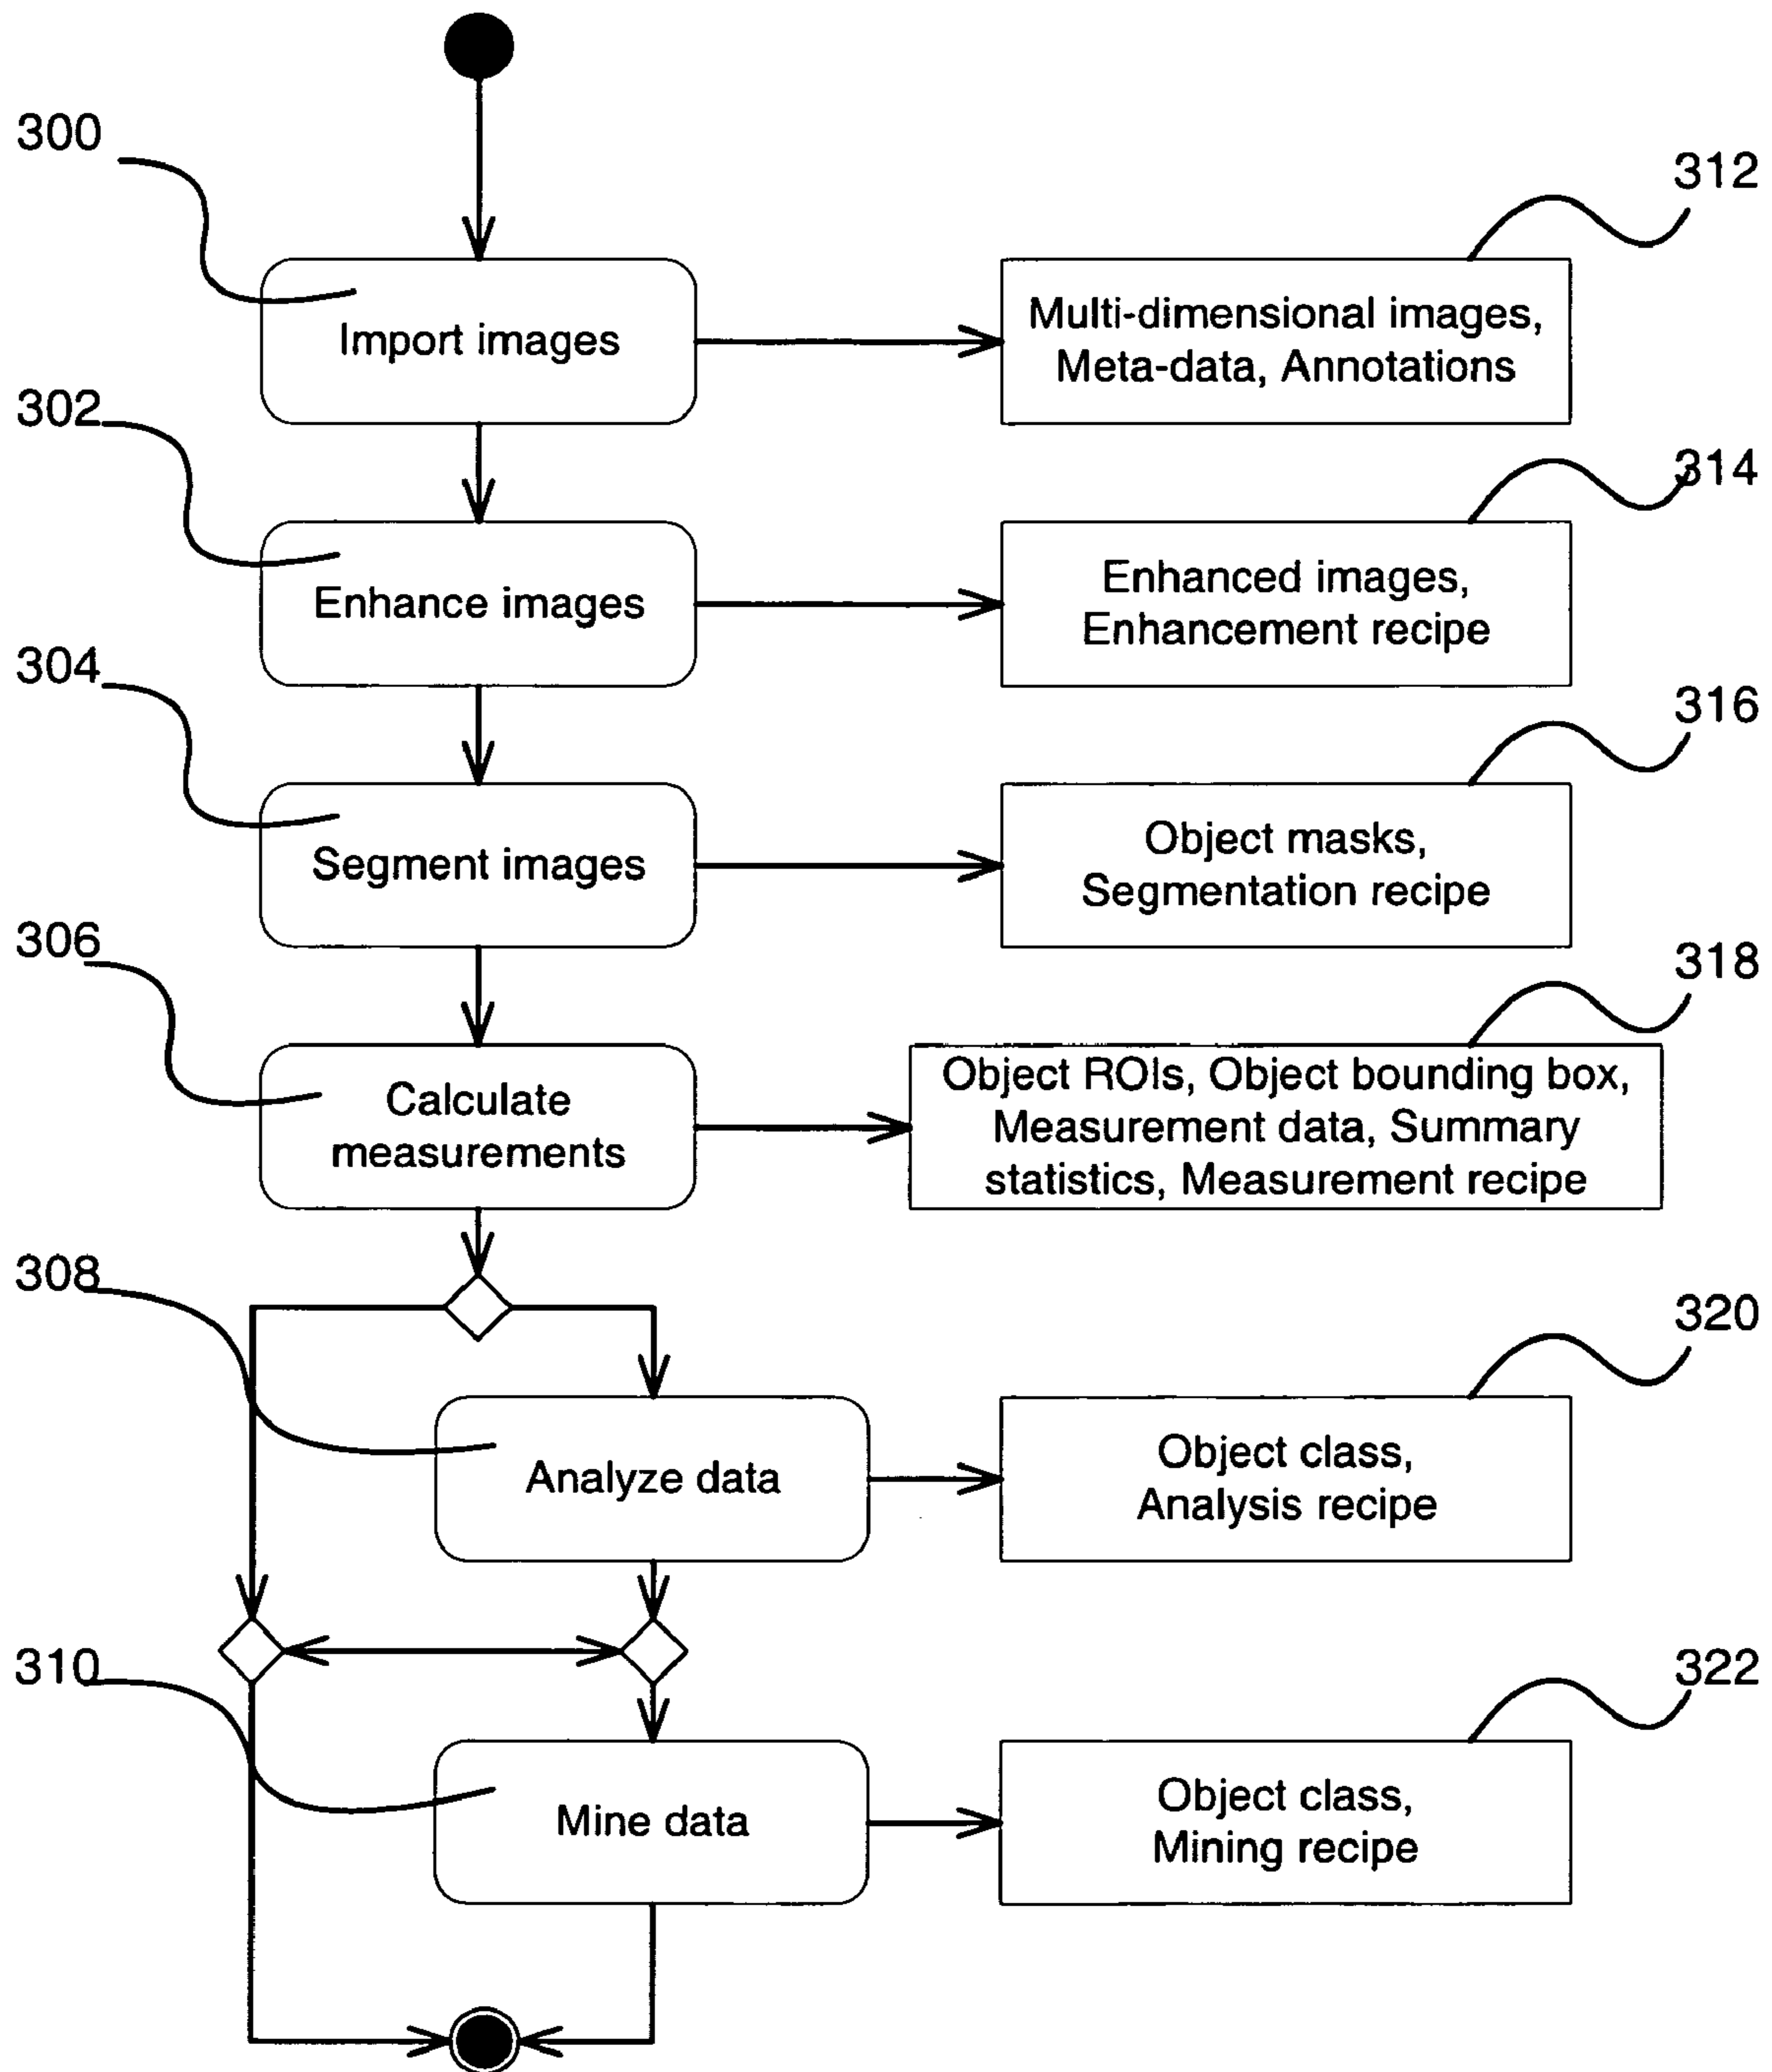 300
312
Import images
Multi-dimensional images,
Meta-data, Annotations
302
314
Enhance images
Enhanced images,
Enhancement recipe
304
316
Segment images
Object masks,
Segmentation recipe
306
318
Calculate
measurements
Object ROIs, Object bounding box,
Measurement data, Summary
statistics, Measurement recipe
308
320
Analyze data
Object class,
Analysis recipe
310
322
Mine data
Object class,
Mining recipe